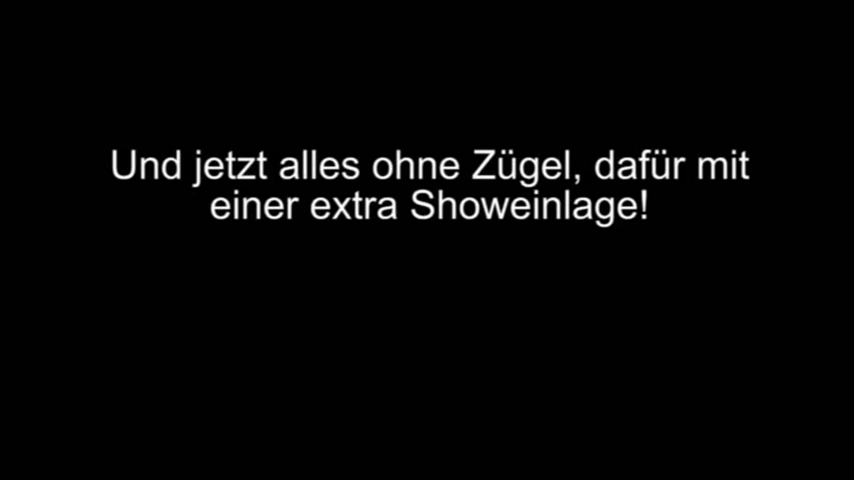 Und jetzt alles ohne Zügel, dafür mit
einer extra Showeinlage!